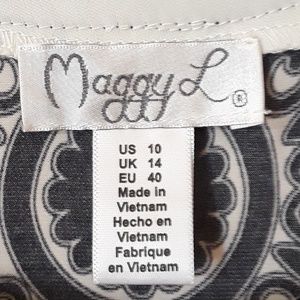 Maggy L ®
US 10
UK 14
EU 40
Made in
Vietnam
Hecho en
Vietnam
Fabrique
en Vietnam